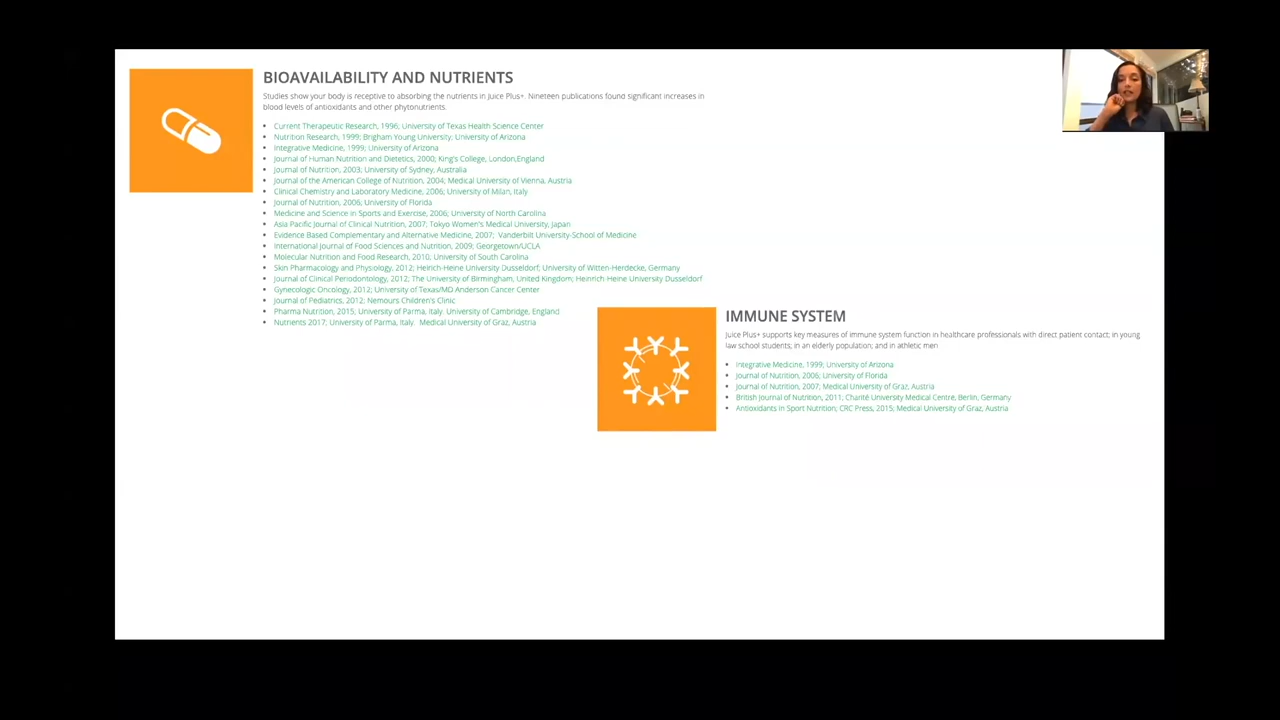 BIOAVAILABILITY AND NUTRIENTS
Studies show your body is receptive to absorbing the nutrients in Juice Plus+. Nineteen publications found significant increases in
blood levels of antioxidants and other phytonutrients.
Current Therapeutic Research, 1996; University of Texas Health Science Center
Nutrition Research, 1999; Brigham Young University; University of Arizona
Integrative Medicine, 1999; University of Arizona
Journal of Human Nutrition and Dietetics, 2000; King's College, London,England
Journal of Nutrition, 2003; University of Sydney, Australia
Journal of the American College of Nutrition, 2004; Medical University of Vienna, Austria
Clinical Chemistry and Laboratory Medicine, 2006; University of Milan, Italy
Journal of Nutrition, 2006; University of Florida
Medicine and Science in Sports and Exercise, 2006; University of North Carolina
Asia Pacific Journal of Clinical Nutrition, 2007; Tokyo Women's Medical University, Japan
Evidence Based Complementary and Alternative Medicine, 2007; Vanderbilt University-School of Medicine
International Journal of Food Sciences and Nutrition, 2009; Georgetown/UCLA
Molecular Nutrition and Food Research, 2010; University of South Carolina
Skin Pharmacology and Physiology, 2012; Heirich-Heine University Dusseldorf; University of Witten-Herdecke, Germany
Journal of Clinical Periodontology, 2012; The University of Birmingham, United Kingdom; Heinrich Heine University Dusseldorf
Gynecologic Oncology, 2012; University of Texas/MD Anderson Cancer Center
Journal of Pediatrics, 2012; Nemours Children's Clinic
Pharma Nutrition, 2015, University of Parma, Italy. University of Cambridge, England
Nutrients 2017; University of Parma, Italy. Medical University of Graz, Austria
IMMUNE SYSTEM
Juice Plus+ supports key measures of immune system function in healthcare professionals with direct patient contact; in young
law school students; in an elderly population; and in athletic men
Integrative Medicine, 1999; University of Arizona
Journal of Nutrition, 2006; University of Florida
Journal of Nutrition, 2007; Medical University of Graz, Austria
British Journal of Nutrition, 2011; Charité University Medical Centre, Berlin, Germany
Antioxidants in Sport Nutrition; CRC Press, 2015; Medical University of Graz, Austria